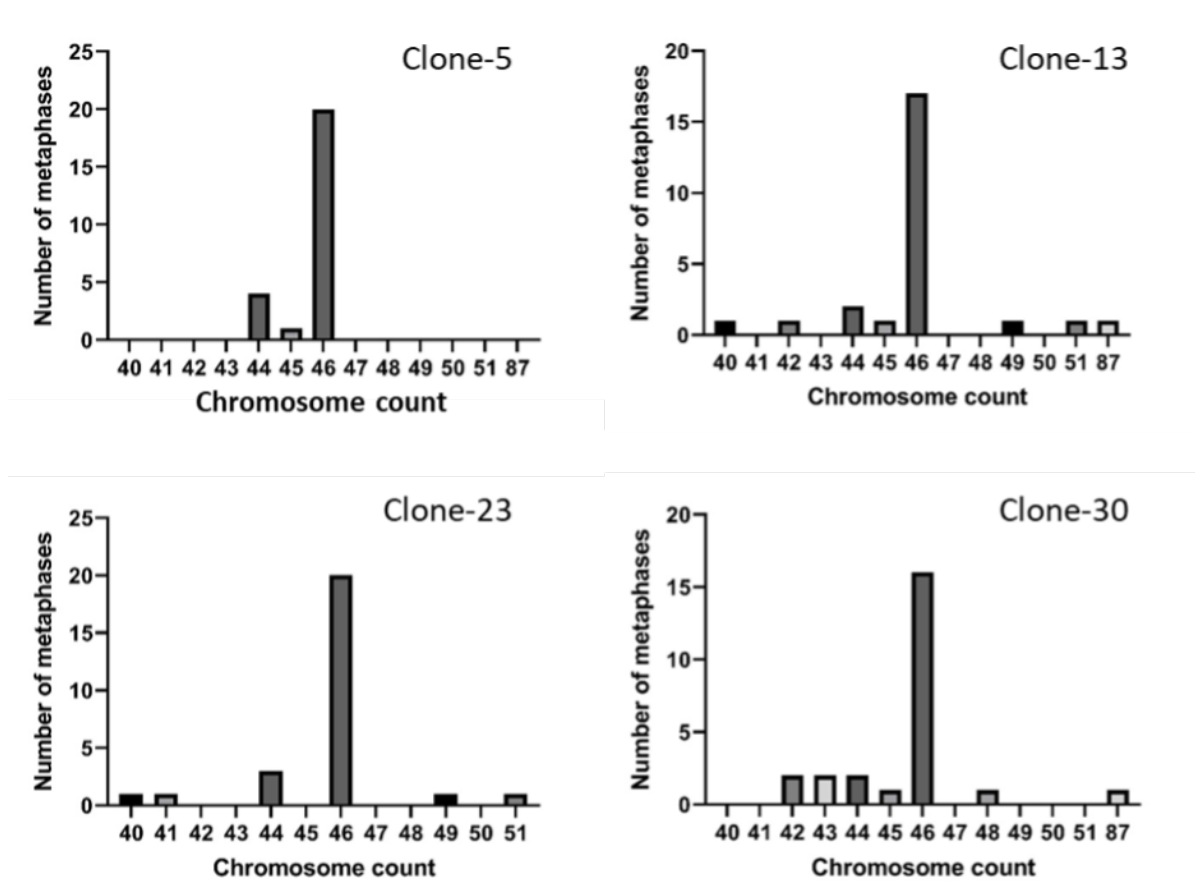 Clone-5
Number of metaphases
25
20
15
10
5
0
40 41 42 43 44 45 46 47 48 49 50 51 87
Chromosome count
Clone-13
Number of metaphases
20
15
10
5
0
40 41 42 43 44 45 46 47 48 49 50 51 87
Chromosome count
Clone-23
Number of metaphases
25
20
15
10
5
0
40 41 42 43 44 45 46 47 48 49 50 51
Chromosome count
Clone-30
Number of metaphases
20
15
10
5
0
40 41 42 43 44 45 46 47 48 49 50 51 87
Chromosome count